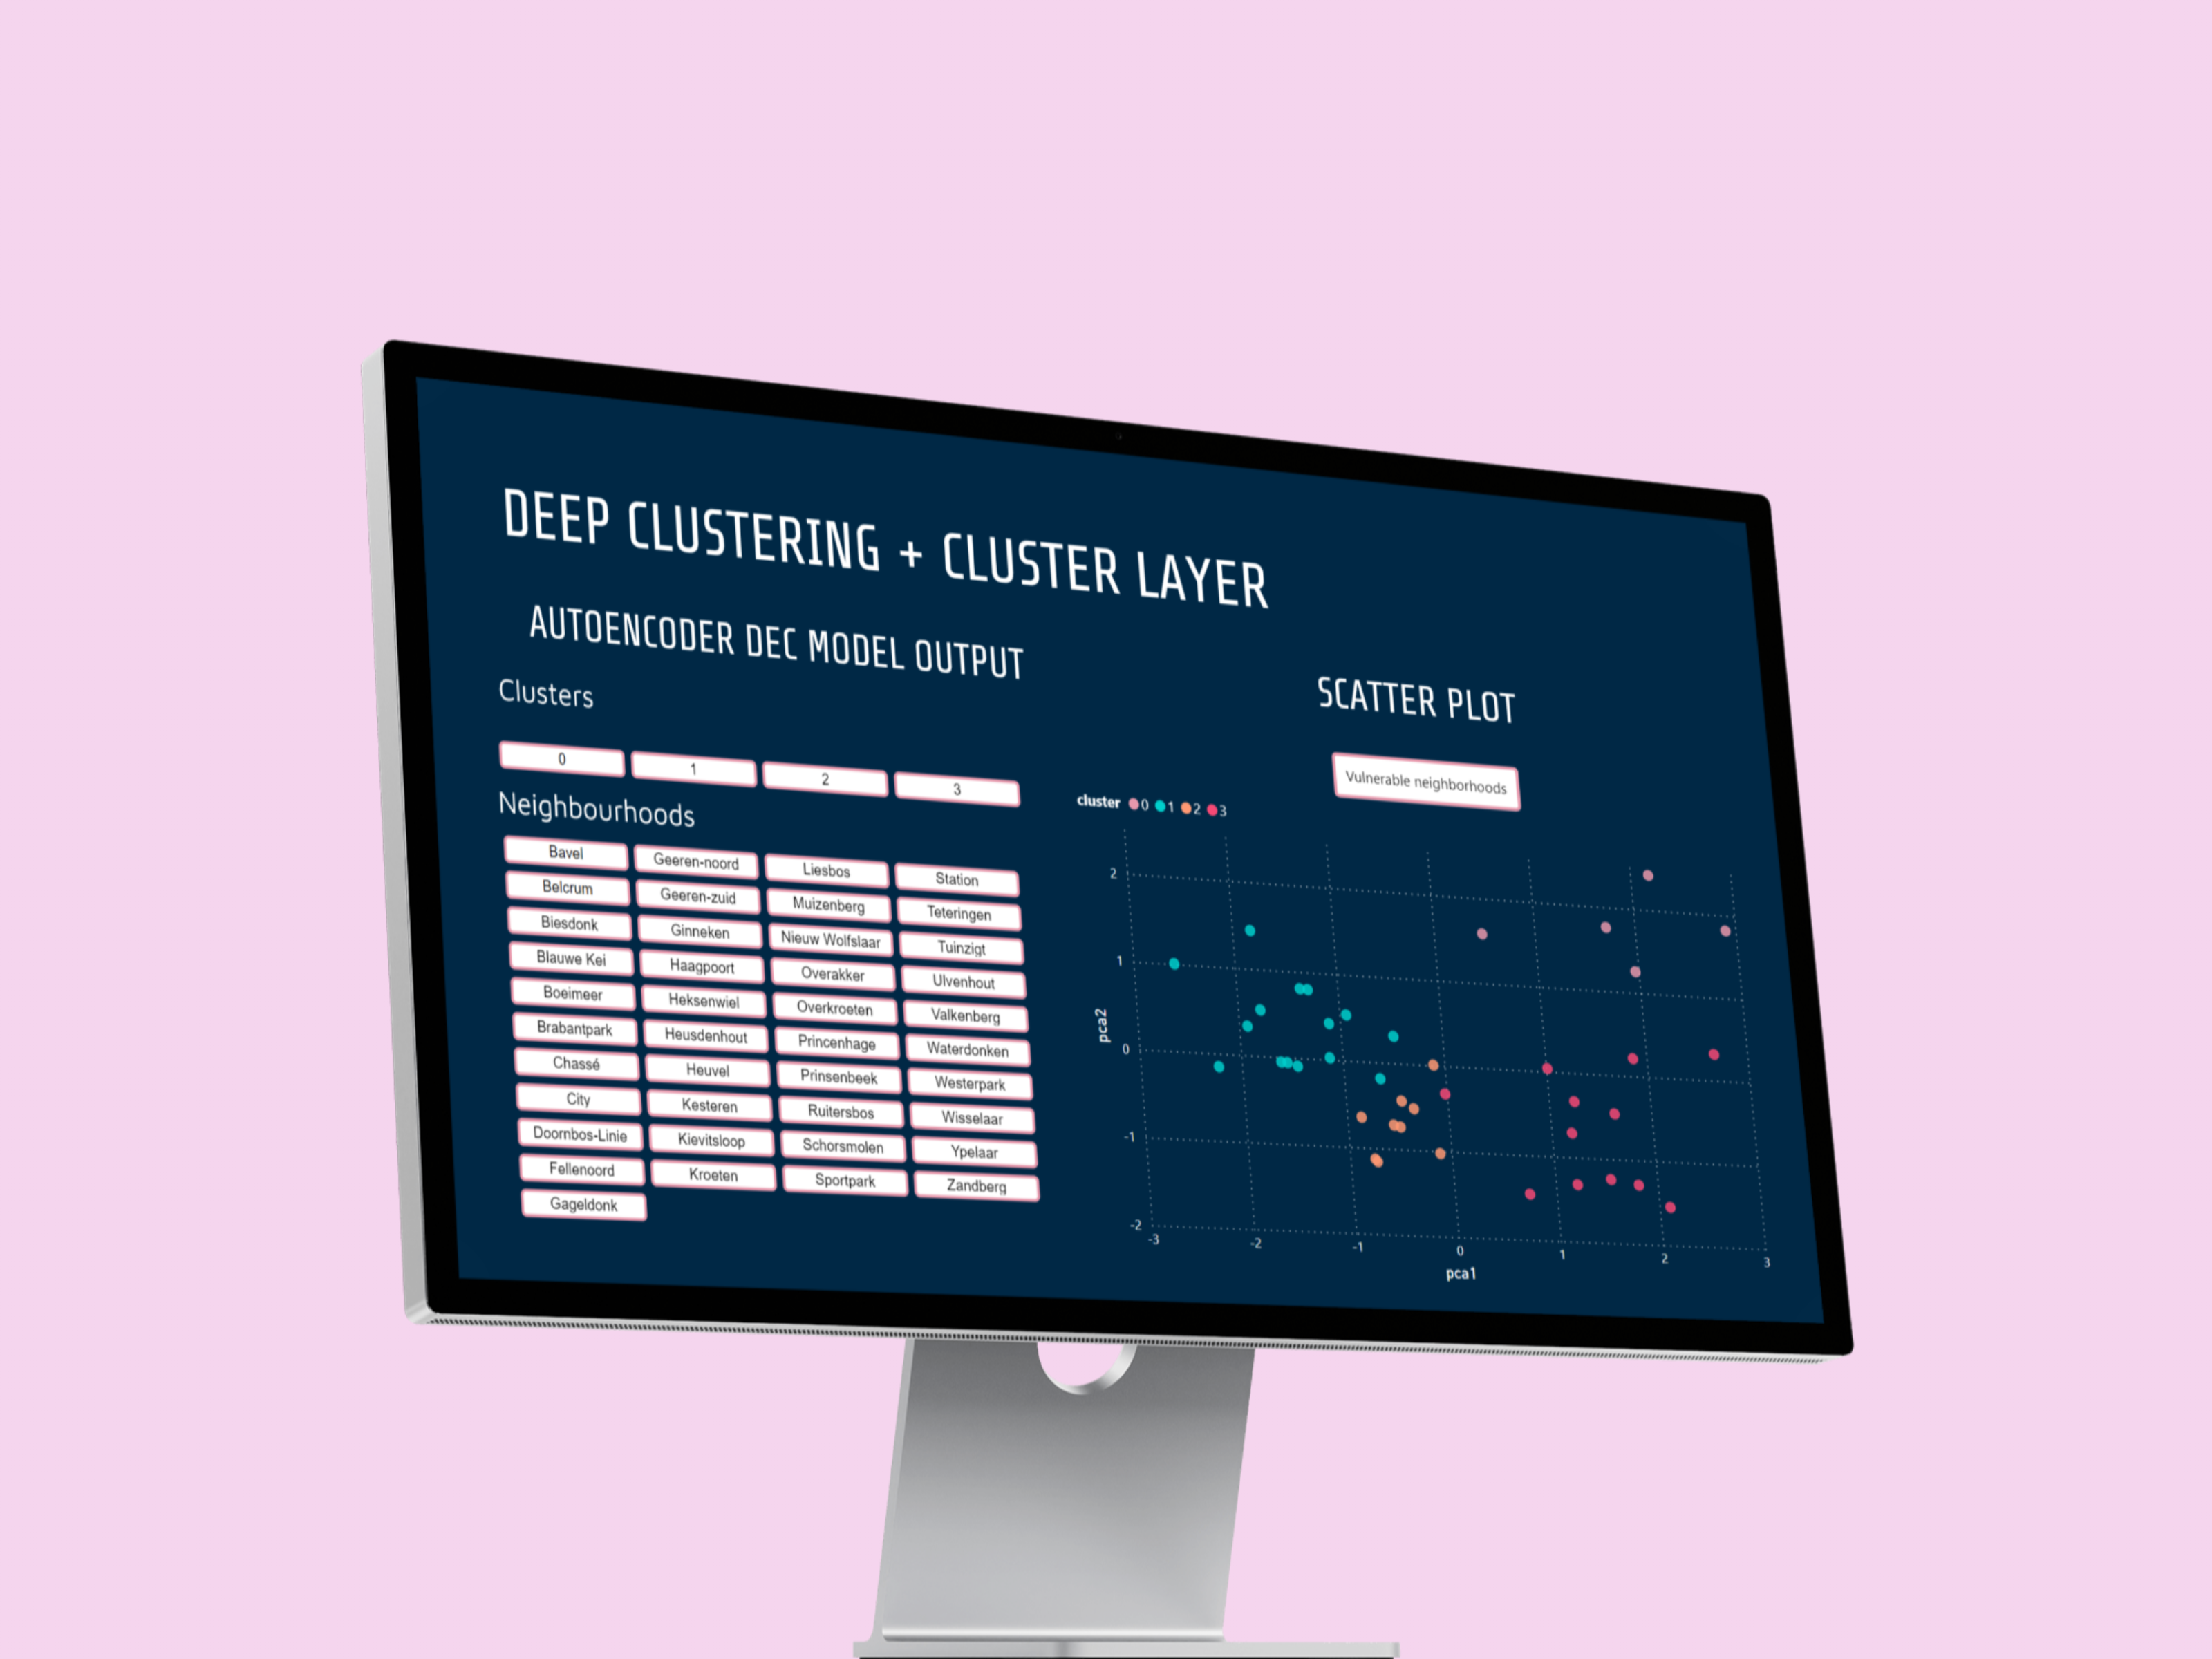 DEEP CLUSTERING + CLUSTER LAYER
AUTOENCODER DEC MODEL OUTPUT
Clusters
0 1 2 3
Neighbourhoods
Bavel Geeren-noord Liesbos Station
Belcrum Geeren-zuid Muizenberg Teteringen
Biesdonk Ginneken Nieuw Wolfslaar Tuinzigt
Blauwe Kei Haagpoort Overakker Ulvenhout
Boeimeer Heksenwiel Overkroeten Valkenberg
Brabantpark Heusdenhout Princenhage Waterdonken
Chassé Heuvel Prinsenbeek Westerpark
City Kesteren Ruitersbos Wisselaar
Doornbos-Linie Kievitsloop Schorsmolen Ypelaar
Fellenoord Kroeten Sportpark Zandberg
Gageldonk
SCATTER PLOT
Vulnerable neighborhoods
cluster 0 1 2 3
2
1
0
-1
-2
pca2
-3 -2 -1 0 1 2 3
pca1